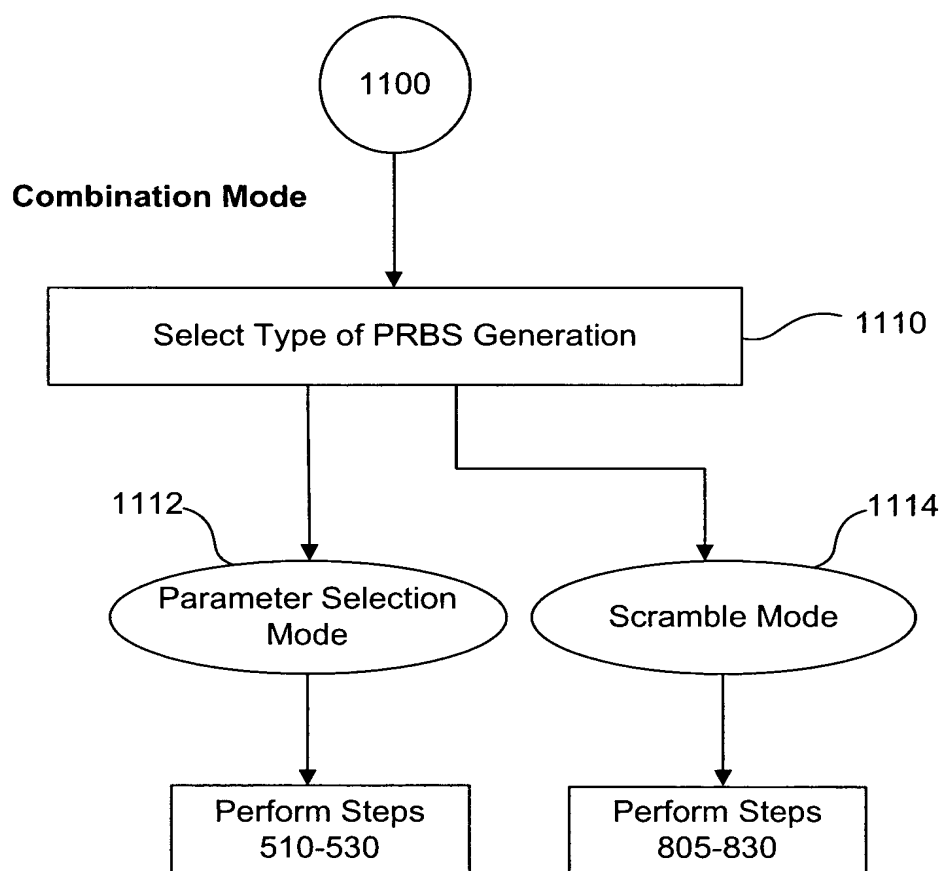 1100
Combination Mode
Select Type of PRBS Generation
1110
1112
1114
Parameter Selection
Mode
Scramble Mode
Perform Steps
510-530
Perform Steps
805-830